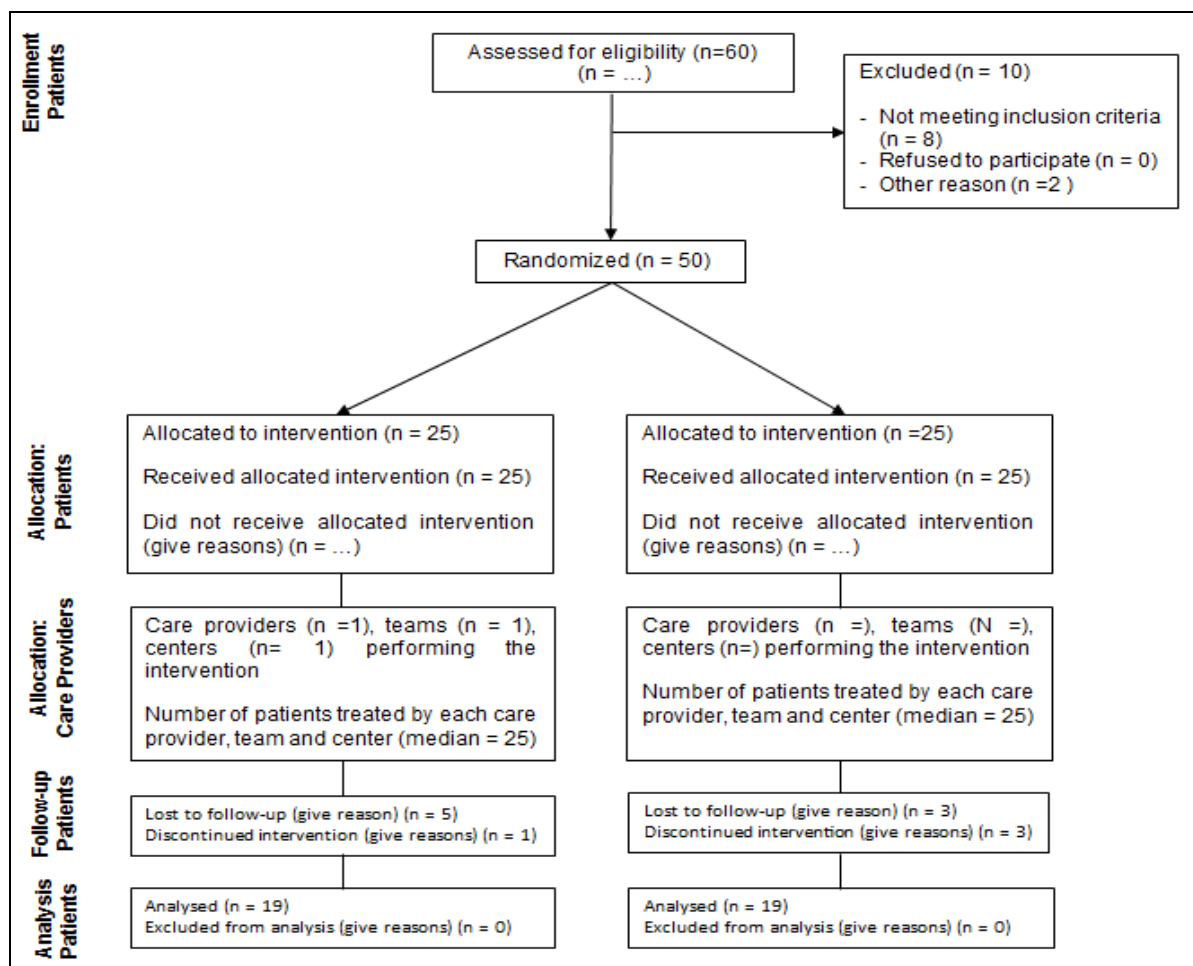 Enrollment
Patients
Assessed for eligibility (n=60)
(n = …)
Excluded (n = 10)
- Not meeting inclusion criteria
(n = 8)
- Refused to participate (n = 0)
- Other reason (n =2 )
Randomized (n = 50)
Allocation:
Patients
Allocated to intervention (n = 25)
Received allocated intervention (n = 25)
Did not receive allocated intervention
(give reasons) (n = …)
Allocated to intervention (n =25)
Received allocated intervention (n = 25)
Did not receive allocated intervention
(give reasons) (n = …)
Allocation:
Care Providers
Care providers (n =1), teams (n = 1),
centers (n= 1) performing the
intervention
Number of patients treated by each care
provider, team and center (median = 25)
Care providers (n =), teams (N =),
centers (n=) performing the intervention
Number of patients treated by each care
provider, team and center (median = 25)
Follow-up
Patients
Lost to follow-up (give reason) (n = 5)
Discontinued intervention (give reasons) (n = 1)
Lost to follow-up (give reason) (n = 3)
Discontinued intervention (give reasons) (n = 3)
Analysis
Patients
Analysed (n = 19)
Excluded from analysis (give reasons) (n = 0)
Analysed (n = 19)
Excluded from analysis (give reasons) (n = 0)